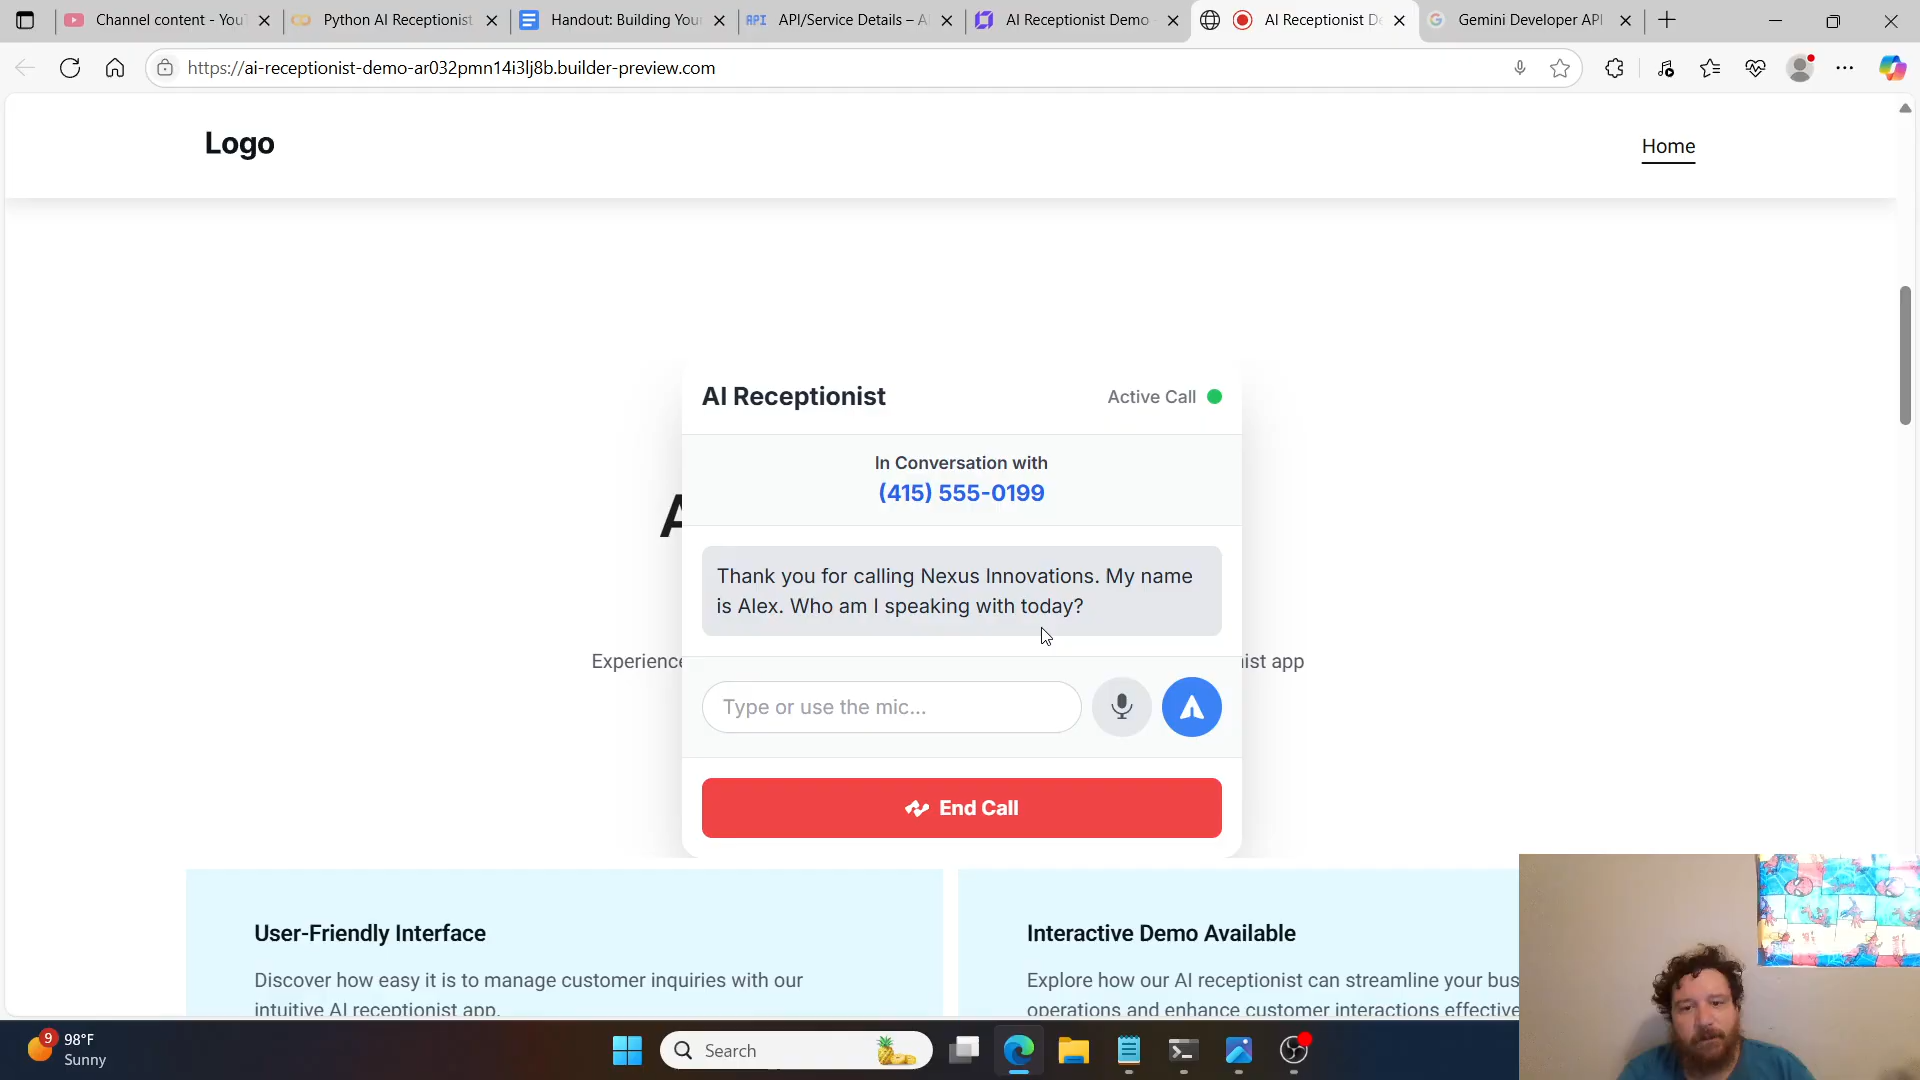 Channel content - You
Python AI Receptionist
Handout: Building Your
API
API/Service Details – A
AI Receptionist Demo
AI Receptionist De
Gemini Developer API
https://ai-receptionist-demo-ar032pmn14i3lj8b.builder-preview.com
Logo
Home
AI Receptionist
Active Call
In Conversation with
(415) 555-0199
A
Thank you for calling Nexus Innovations. My name
is Alex. Who am I speaking with today?
Experience
ist app
Type or use the mic...
End Call
User-Friendly Interface
Discover how easy it is to manage customer inquiries with our
intuitive AI receptionist app.
Interactive Demo Available
Explore how our AI receptionist can streamline your bus
operations and enhance customer interactions effective
9
98°F
Sunny
Search